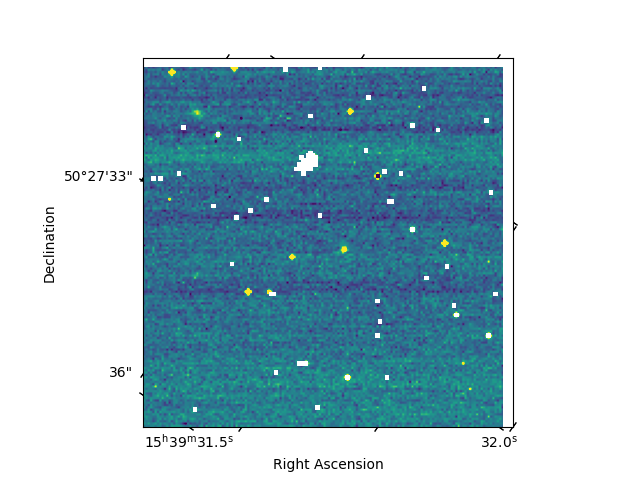 Declination
50°27'33"
36"
15ʰ39ᵐ31.5ˢ
32.0ˢ
Right Ascension